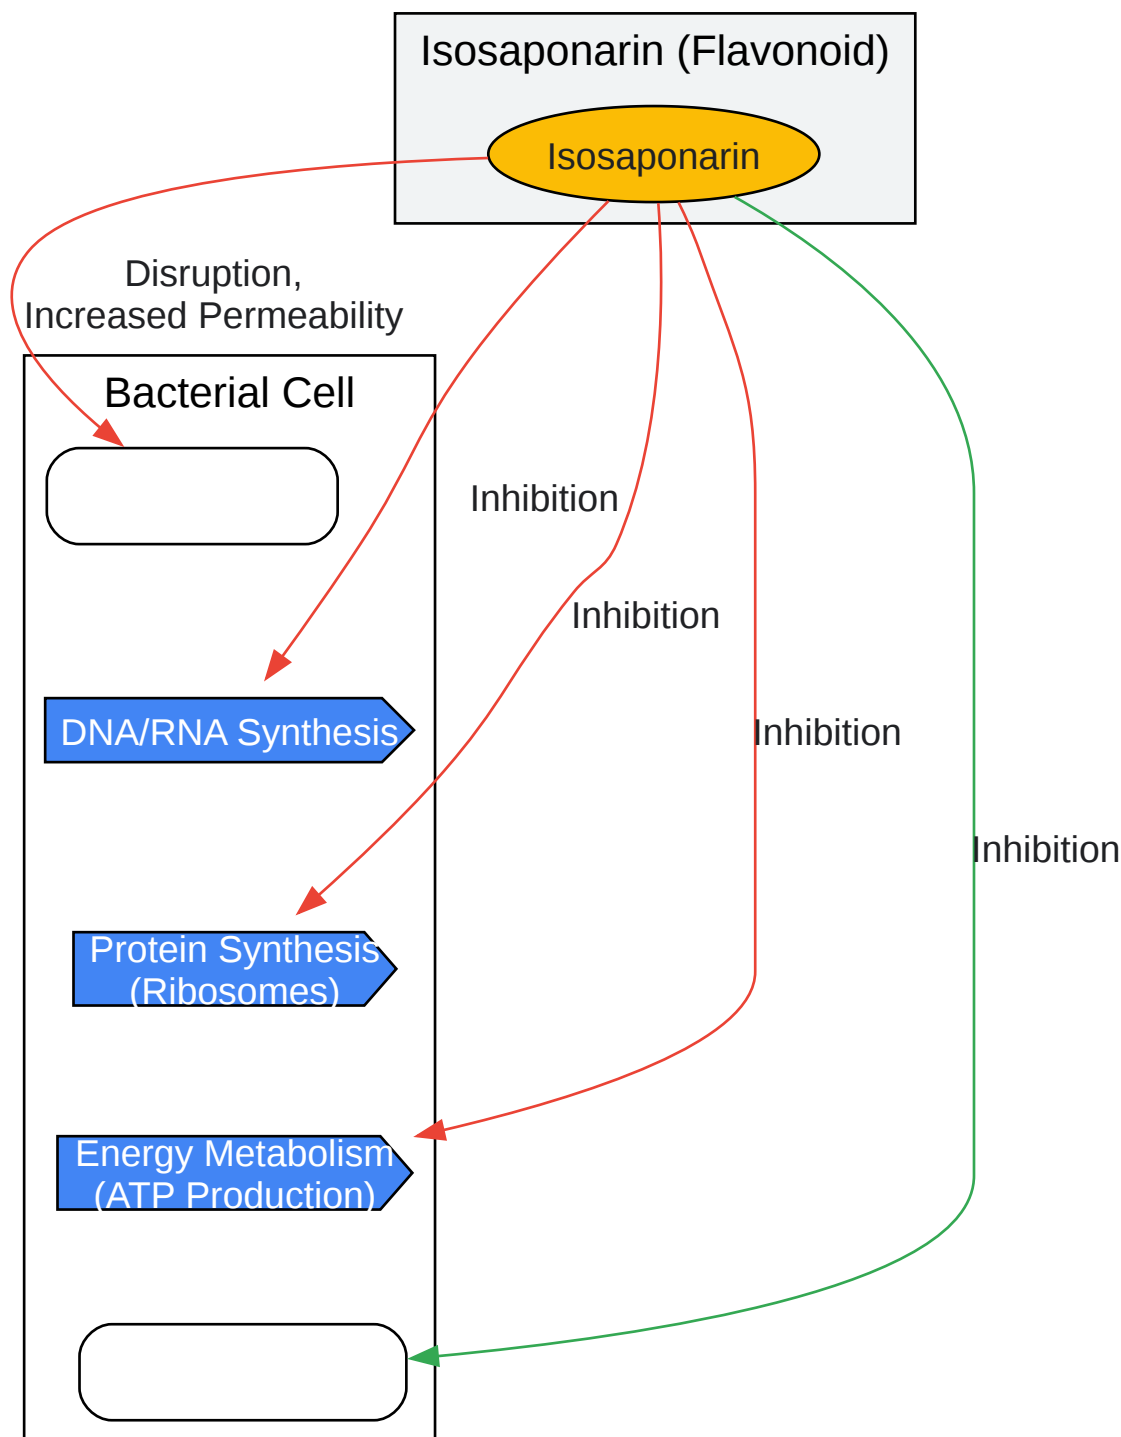 Isosaponarin (Flavonoid)
Isosaponarin
Disruption,
Increased Permeability
Bacterial Cell
Inhibition
Inhibition
DNA/RNA Synthesis
Inhibition
Inhibition
Protein Synthesis
(Ribosomes)
Energy Metabolism
(ATP Production)